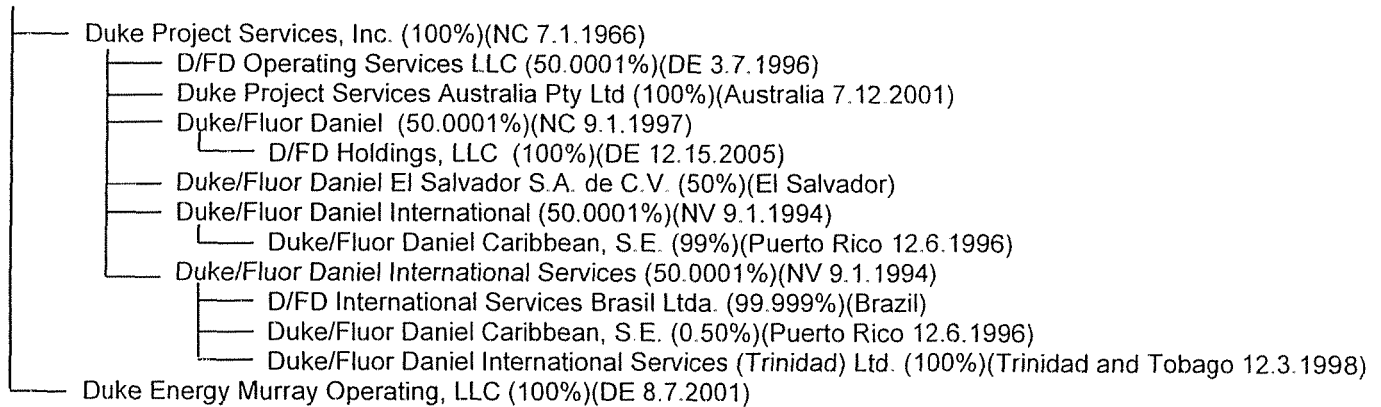 Duke Project Services, Inc. (100%)(NC 7.1.1966)
D/FD Operating Services LLC (50.0001%)(DE 3.7.1996)
Duke Project Services Australia Pty Ltd (100%)(Australia 7.12.2001)
Duke/Fluor Daniel (50.0001%)(NC 9.1.1997)
D/FD Holdings, LLC (100%)(DE 12.15.2005)
Duke/Fluor Daniel El Salvador S.A. de C.V. (50%)(El Salvador)
Duke/Fluor Daniel International (50.0001%)(NV 9.1.1994)
Duke/Fluor Daniel Caribbean, S.E. (99%)(Puerto Rico 12.6.1996)
Duke/Fluor Daniel International Services (50.0001%)(NV 9.1.1994)
D/FD International Services Brasil Ltda. (99.999%)(Brazil)
Duke/Fluor Daniel Caribbean, S.E. (0.50%)(Puerto Rico 12.6.1996)
Duke/Fluor Daniel International Services (Trinidad) Ltd. (100%)(Trinidad and Tobago 12.3.1998)
Duke Energy Murray Operating, LLC (100%)(DE 8.7.2001)